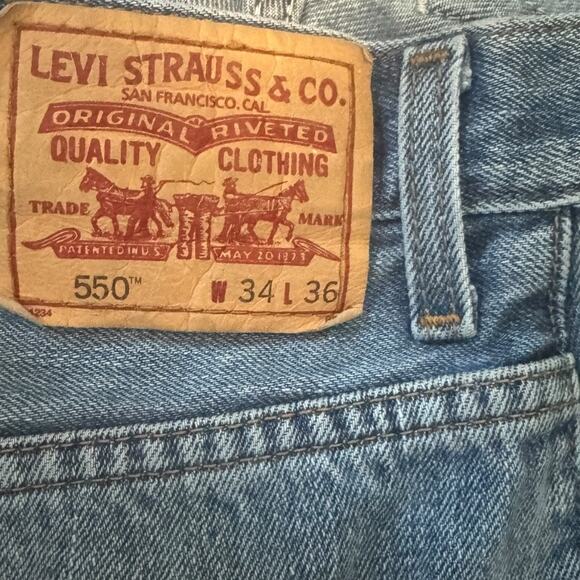 LEVI STRAUSS & CO.
SAN FRANCISCO, CAL.
ORIGINAL RIVETED
QUALITY CLOTHING
TRADE MARK
PATENTED IN U.S. MAY 20 1873
550™ W 34 L 36
1234